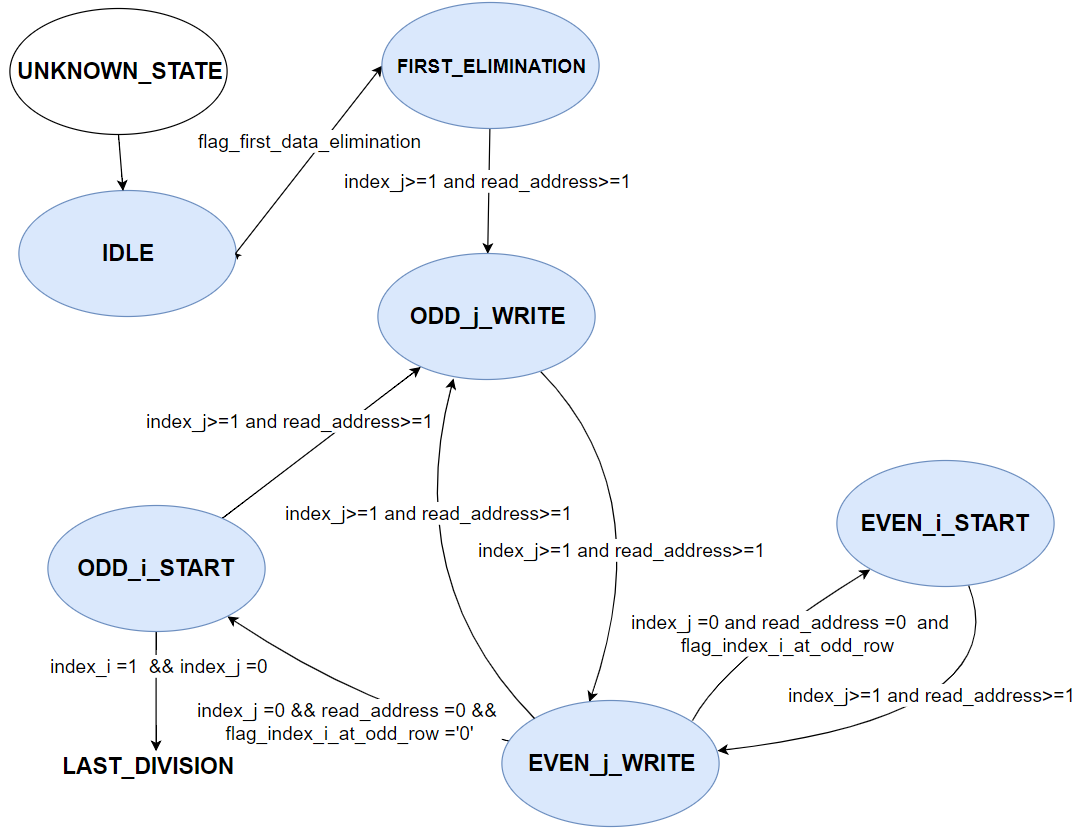 FIRST_ELIMINATION
UNKNOWN_STATE
flag_first_data_elimination
index_j>=1 and read_address>=1
IDLE
ODD_j_WRITE
index_j>=1 and read_address>=1
index_j>=1 and read_address>=1
EVEN_i_START
index_j>=1 and read_address>=1
ODD_i_START
index_j =0 and read_address =0 and
flag_index_i_at_odd_row
index_i =1 && index_j =0
index_j>=1 and read_address>=1
index_j =0 && read_address =0 &&
flag_index_i_at_odd_row ='0'
LAST_DIVISION
EVEN_j_WRITE